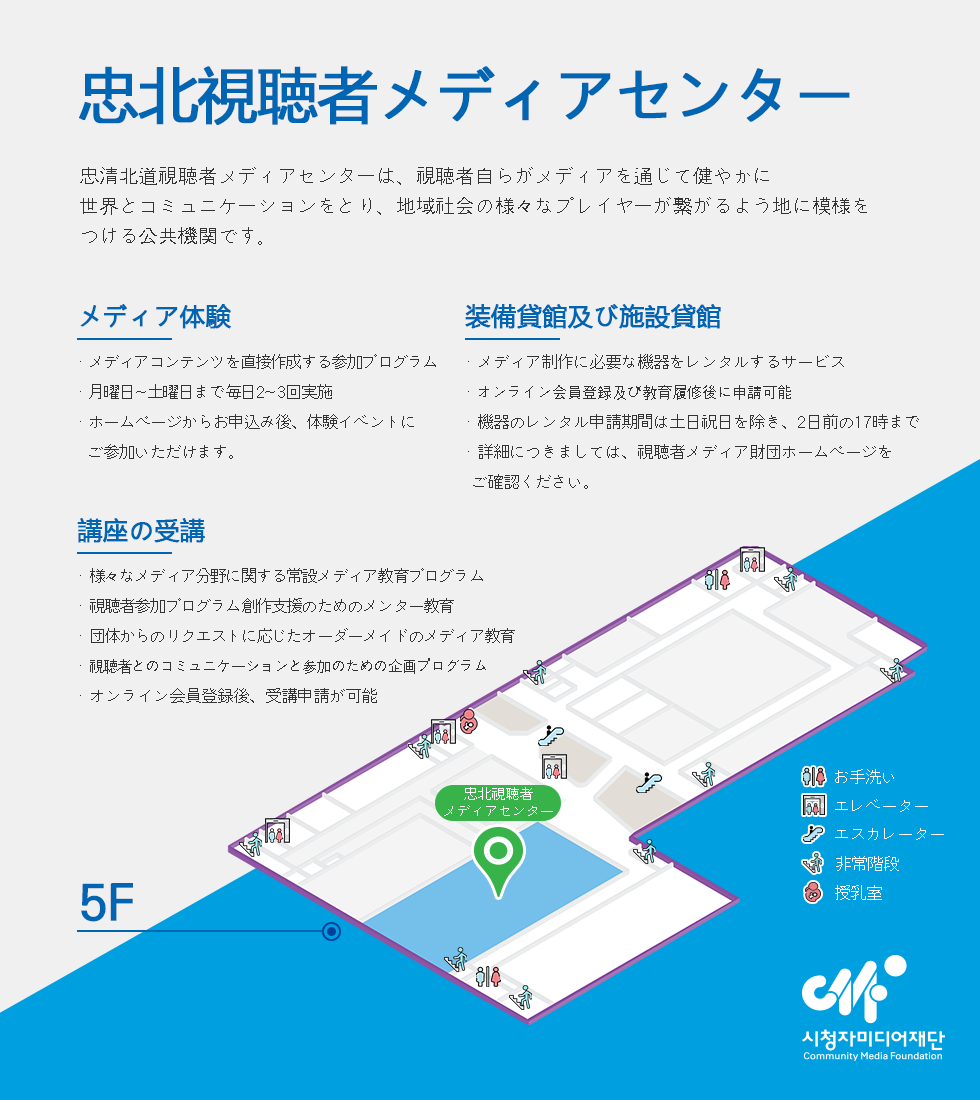 忠北視聴者メディアセンター
忠清北道視聴者メディアセンターは、視聴者自らがメディアを通じて健やかに
世界とコミュニケーションをとり、地域社会の様々なプレイヤーが繋がるよう地に模様を
つける公共機関です。
メディア体験
· メディアコンテンツを直接作成する参加プログラム
· 月曜日~土曜日まで毎日2~3回実施
· ホームページからお申込み後、体験イベントに
ご参加いただけます。
装備貸館及び施設貸館
· メディア制作に必要な機器をレンタルするサービス
· オンライン会員登録及び教育履修後に申請可能
· 機器のレンタル申請期間は土日祝日を除き、2日前の17時まで
· 詳細につきましては、視聴者メディア財団ホームページを
ご確認ください。
講座の受講
· 様々なメディア分野に関する常設メディア教育プログラム
· 視聴者参加プログラム創作支援のためのメンター教育
· 団体からのリクエストに応じたオーダーメイドのメディア教育
· 視聴者とのコミュニケーションと参加のための企画プログラム
· オンライン会員登録後、受講申請が可能
忠北視聴者
メディアセンター
5F
お手洗い
エレベーター
エスカレーター
非常階段
授乳室
시청자미디어재단
Community Media Foundation